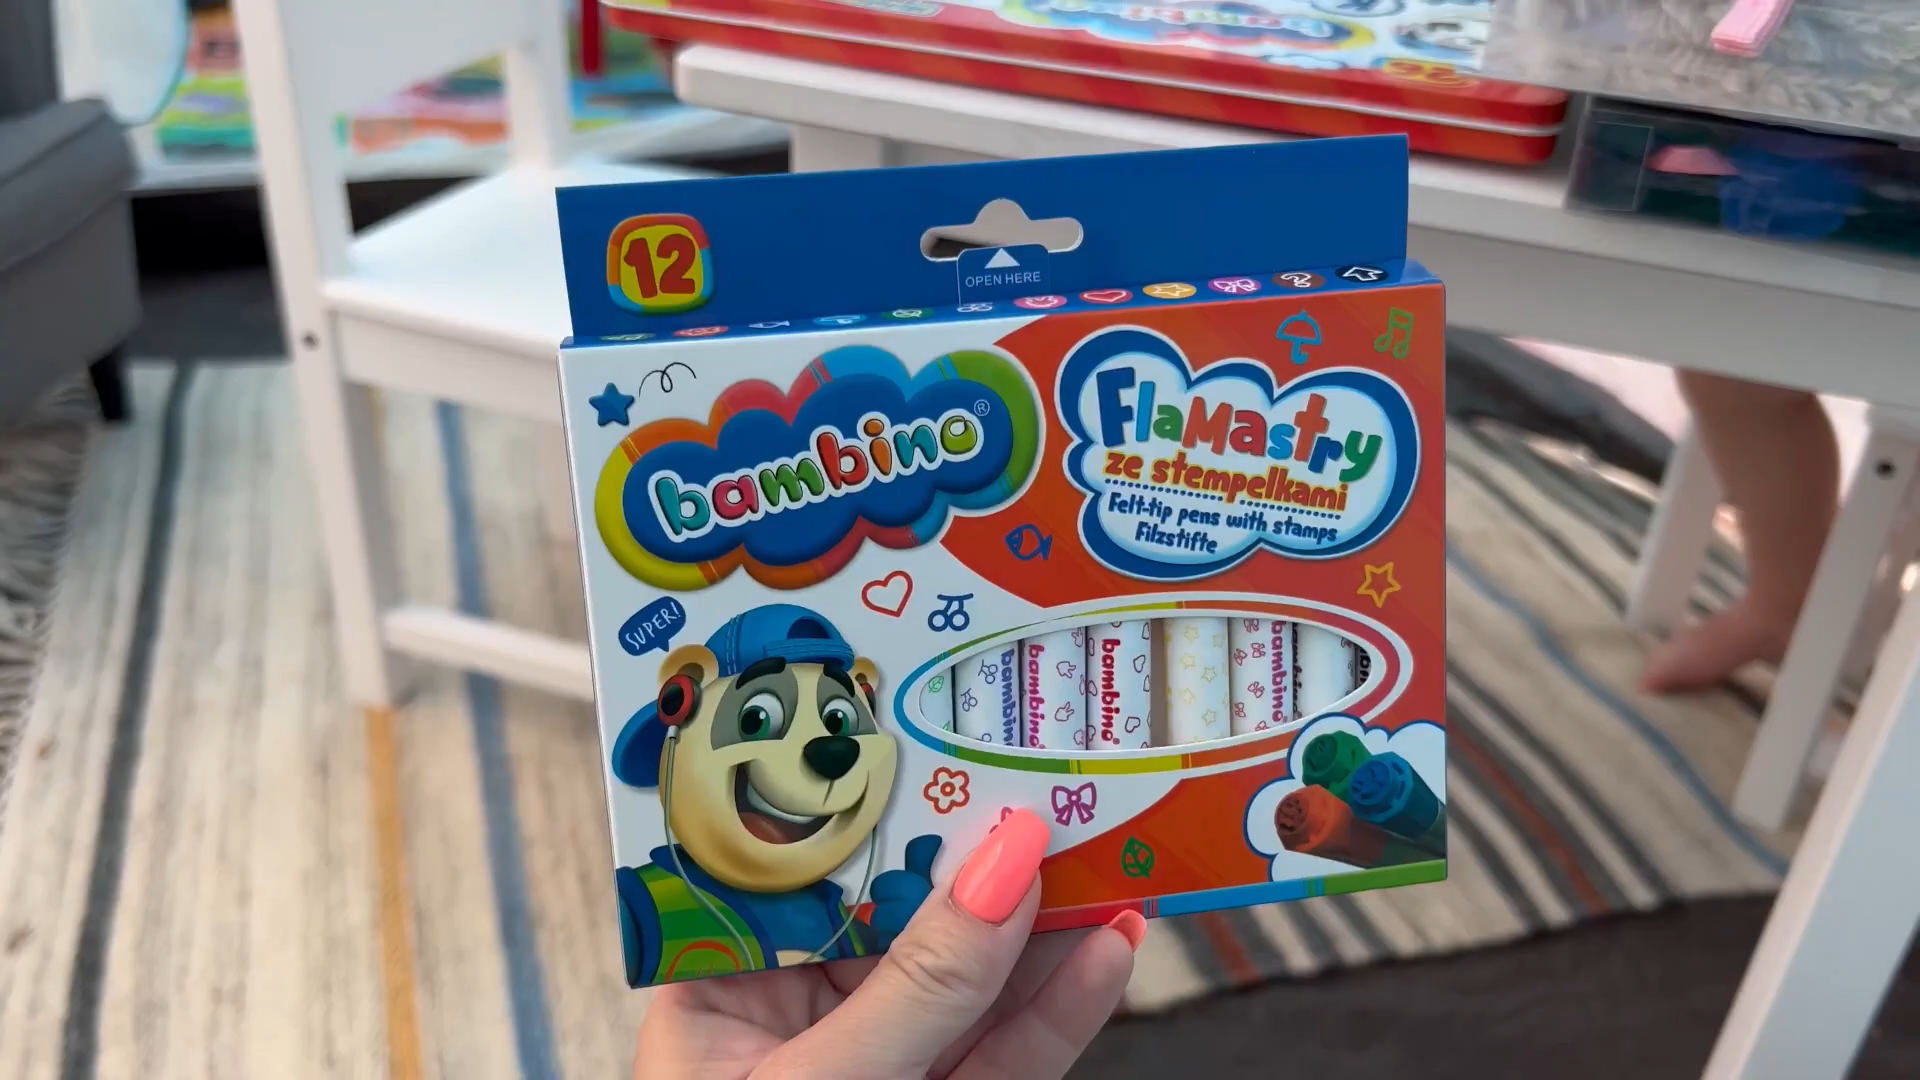 12
OPEN HERE
bambino®
Flamastry
ze stempelkami
Felt-tip pens with stamps
Filzstifte
SUPER!
bambino
bambino
bambino
bambino